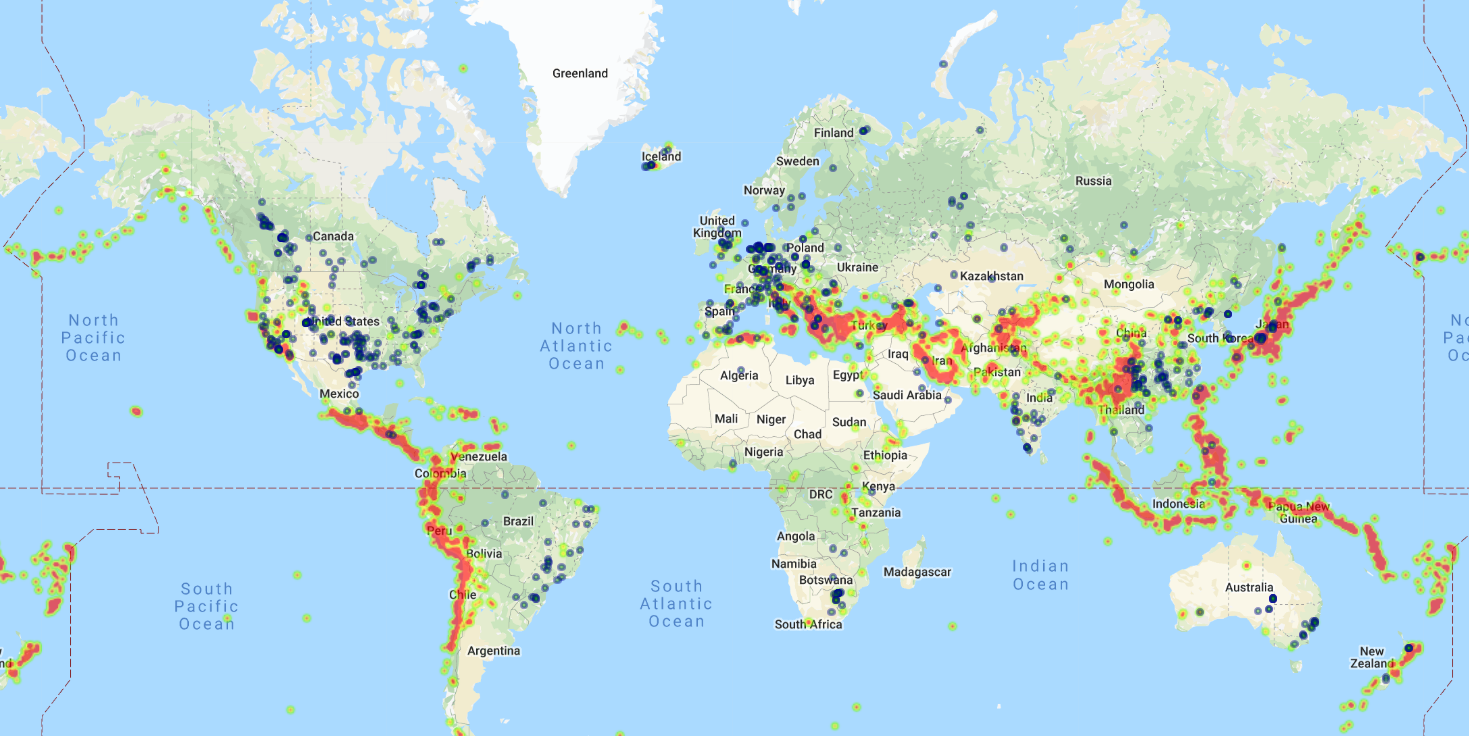 Greenland
Iceland
Finland
Sweden
Norway
Russia
Canada
United
Kingdom
Poland
Germany
Ukraine
Kazakhstan
Mongolia
France
Spain
North
Pacific
Ocean
United States
North
Atlantic
Ocean
Turkey
China
South Korea
Japan
Iraq
Iran
Afghanistan
Pakistan
Algeria
Libya
Egypt
Saudi Arabia
India
Mexico
Mali
Niger
Chad
Sudan
Thailand
Venezuela
Colombia
Nigeria
Ethiopia
DRC
Kenya
Tanzania
Indonesia
Papua New
Guinea
Brazil
Peru
Bolivia
Angola
Namibia
Botswana
Madagascar
Indian
Ocean
Australia
South
Pacific
Ocean
Chile
South
Atlantic
Ocean
South Africa
Argentina
New
Zealand
No
Pac
Oc